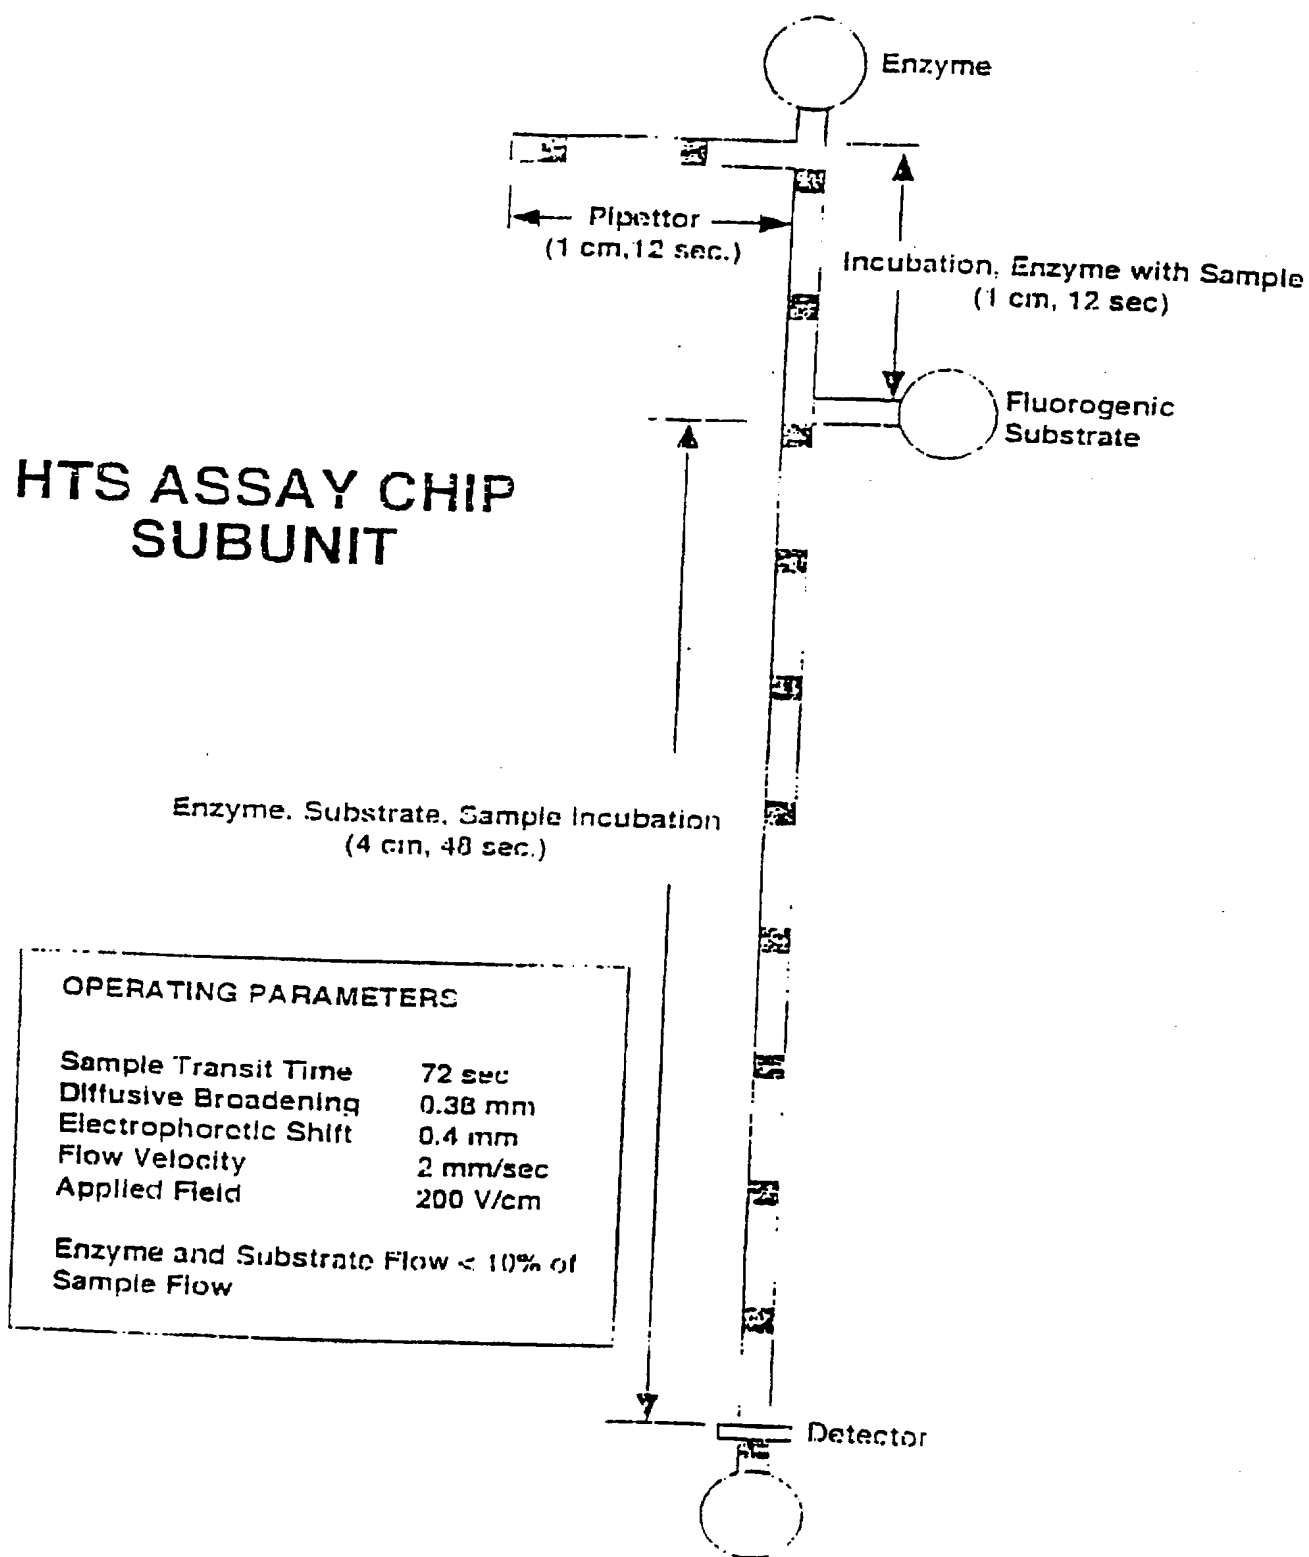 Enzyme
Pipettor
(1 cm,12 sec.)
Incubation, Enzyme with Sample
(1 cm, 12 sec)
Fluorogenic
Substrate
HTS ASSAY CHIP
SUBUNIT
Enzyme, Substrate, Sample Incubation
(4 cm, 48 sec.)
OPERATING PARAMETERS
Sample Transit Time 72 sec
Diffusive Broadening 0.38 mm
Electrophoretic Shift 0.4 mm
Flow Velocity 2 mm/sec
Applied Field 200 V/cm
Enzyme and Substrate Flow < 10% of
Sample Flow
Detector